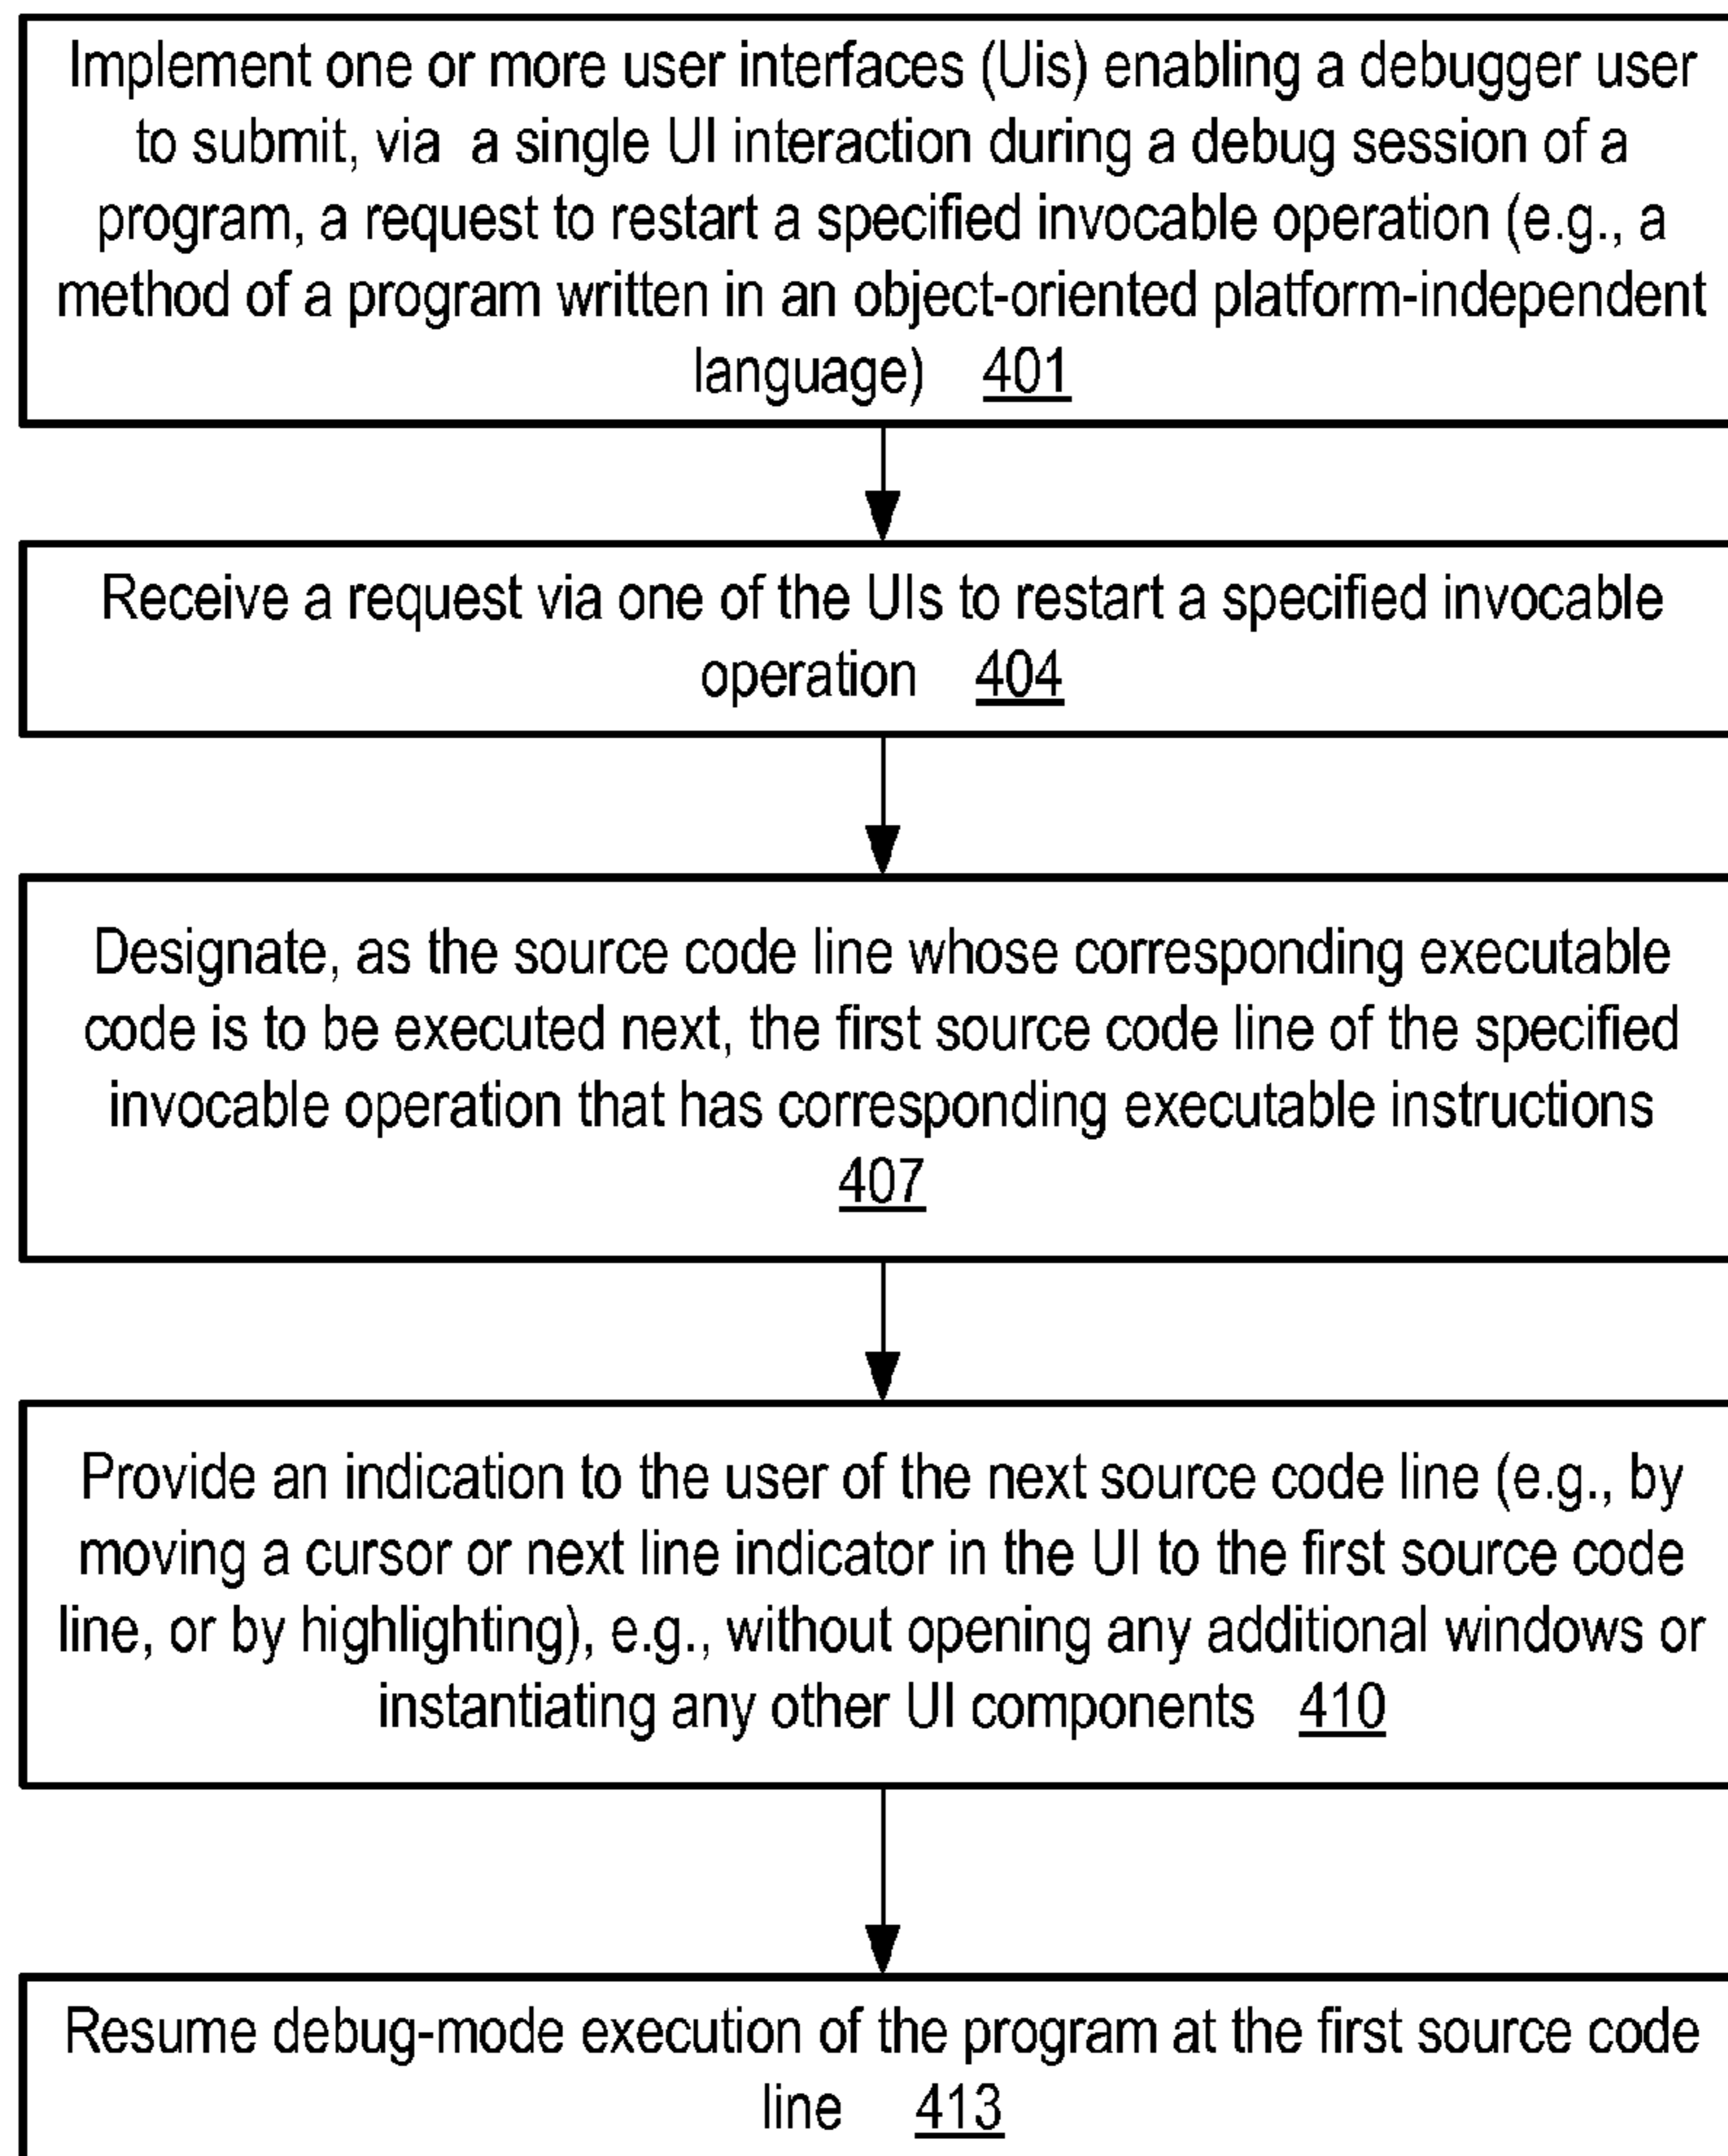 Implement one or more user interfaces (Uis) enabling a debugger user
to submit, via a single UI interaction during a debug session of a
program, a request to restart a specified invocable operation (e.g., a
method of a program written in an object-oriented platform-independent
language) 401
Receive a request via one of the UIs to restart a specified invocable
operation 404
Designate, as the source code line whose corresponding executable
code is to be executed next, the first source code line of the specified
invocable operation that has corresponding executable instructions
407
Provide an indication to the user of the next source code line (e.g., by
moving a cursor or next line indicator in the UI to the first source code
line, or by highlighting), e.g., without opening any additional windows or
instantiating any other UI components 410
Resume debug-mode execution of the program at the first source code
line 413